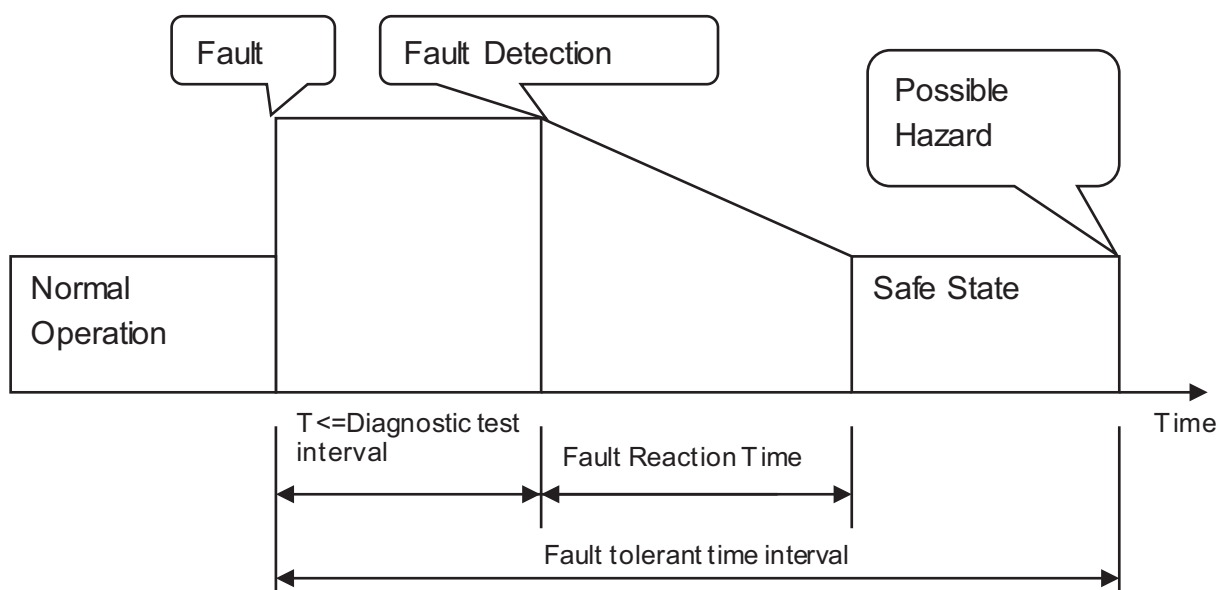 Fault
Fault Detection
Possible
Hazard
Normal
Operation
Safe State
T<=Diagnostic test
interval
Time
Fault Reaction Time
Fault tolerant time interval